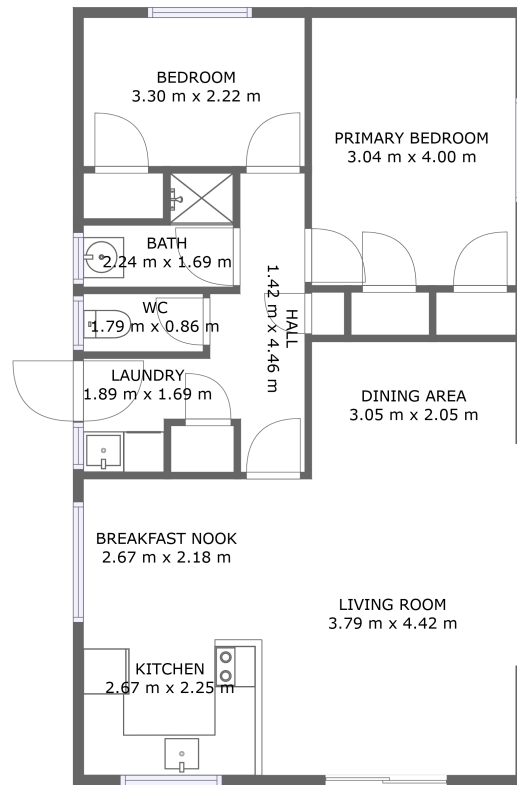 BEDROOM
3.30 m x 2.22 m
PRIMARY BEDROOM
3.04 m x 4.00 m
BATH
2.24 m x 1.69 m
WC
1.79 m x 0.86 m
HALL
1.42 m x 4.46 m
LAUNDRY
1.89 m x 1.69 m
DINING AREA
3.05 m x 2.05 m
BREAKFAST NOOK
2.67 m x 2.18 m
LIVING ROOM
3.79 m x 4.42 m
KITCHEN
2.67 m x 2.25 m